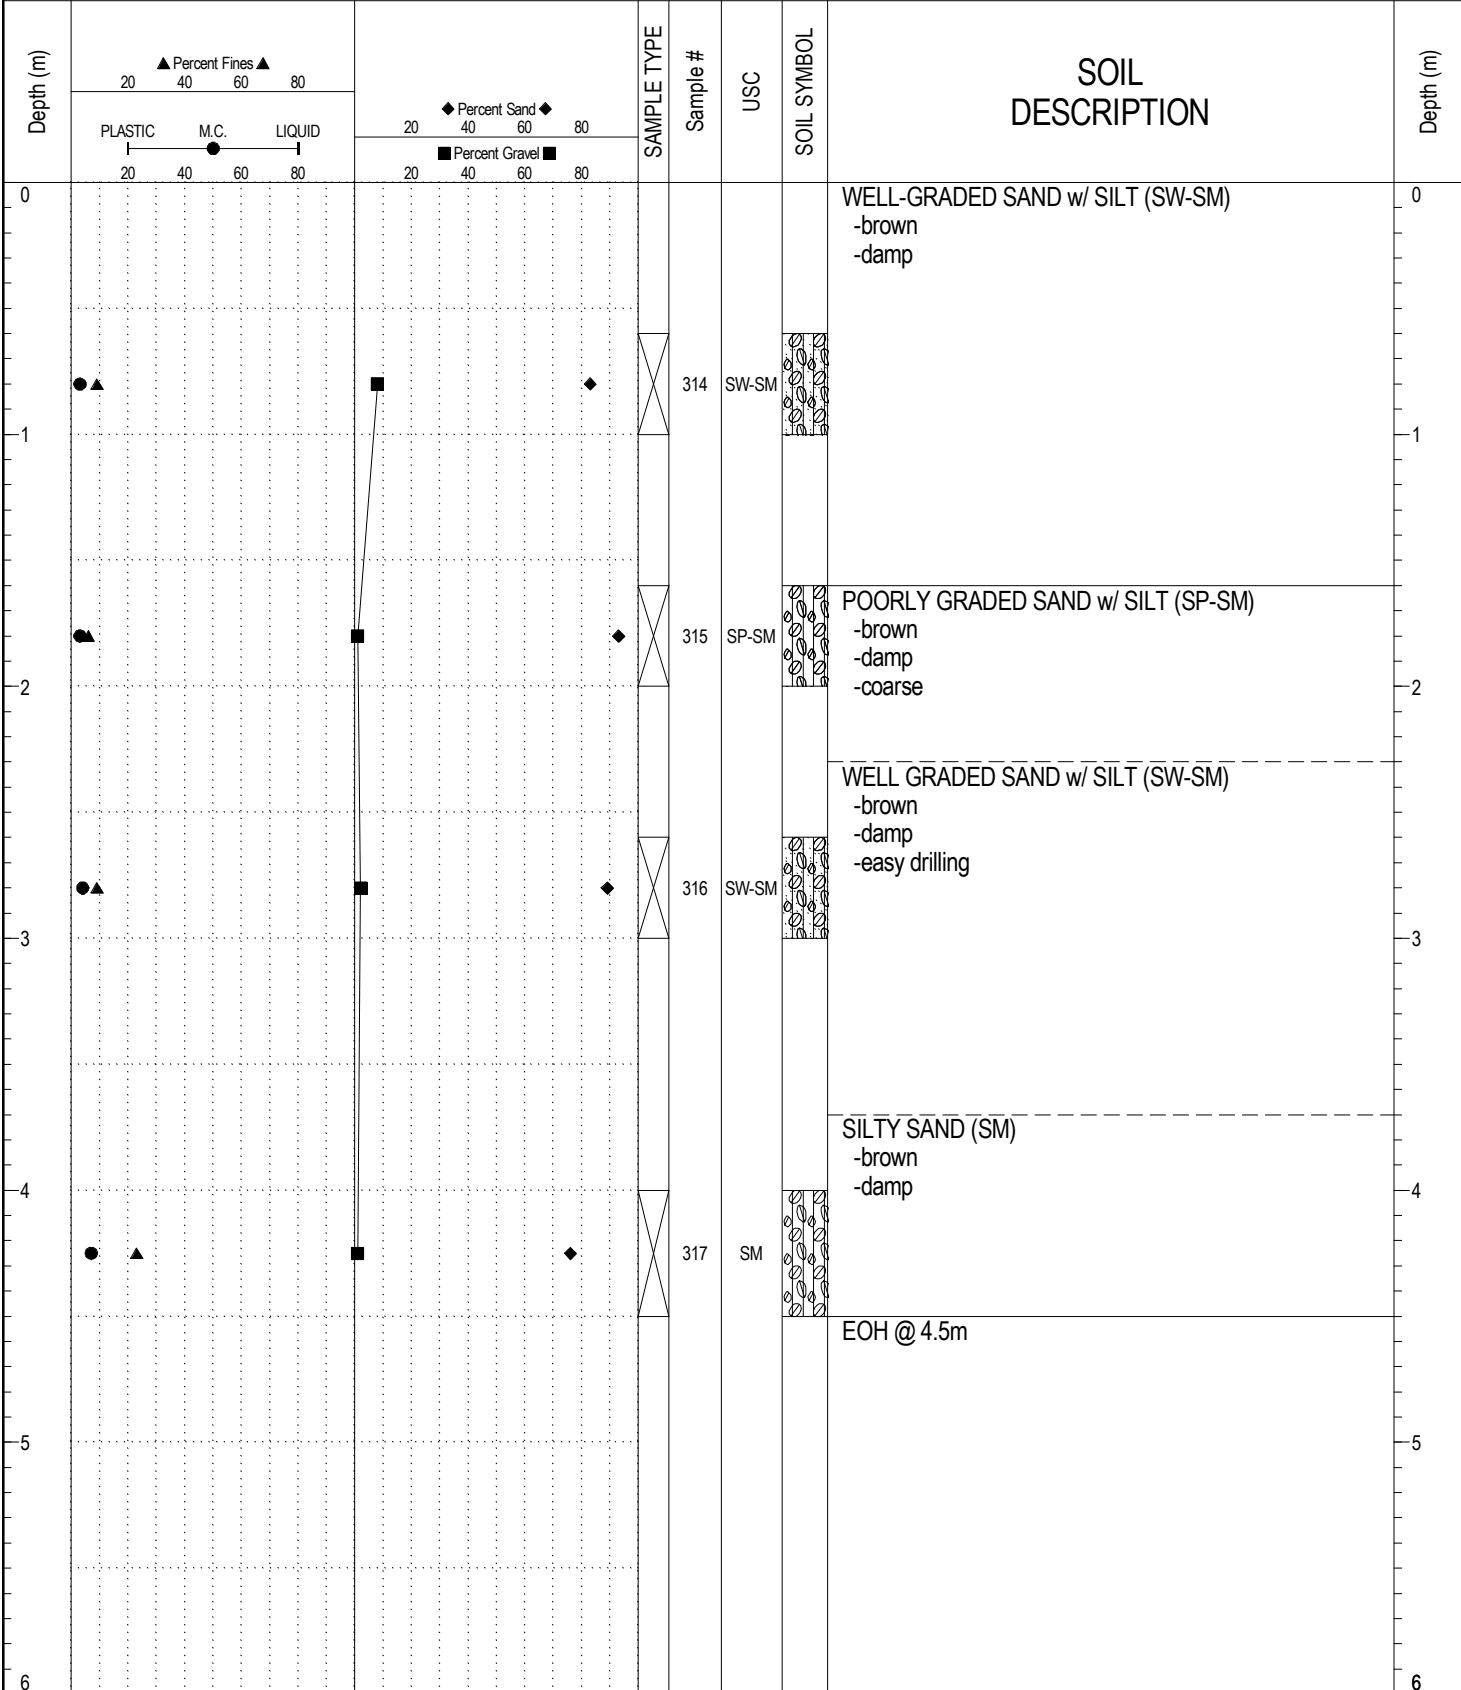 Depth (m)
▲ Percent Fines ▲
20 40 60 80
PLASTIC M.C. LIQUID
20 40 60 80
◆ Percent Sand ◆
20 40 60 80
■ Percent Gravel ■
20 40 60 80
SAMPLE TYPE
Sample #
USC
SOIL SYMBOL
SOIL
DESCRIPTION
Depth (m)
0 0
WELL-GRADED SAND w/ SILT (SW-SM)
-brown
-damp
314 SW-SM
1 1
POORLY GRADED SAND w/ SILT (SP-SM)
-brown
315 SP-SM
-damp
-coarse
2 2
WELL GRADED SAND w/ SILT (SW-SM)
-brown
-damp
-easy drilling
316 SW-SM
3 3
SILTY SAND (SM)
-brown
-damp
4 4
317 SM
EOH @ 4.5m
5 5
6 6